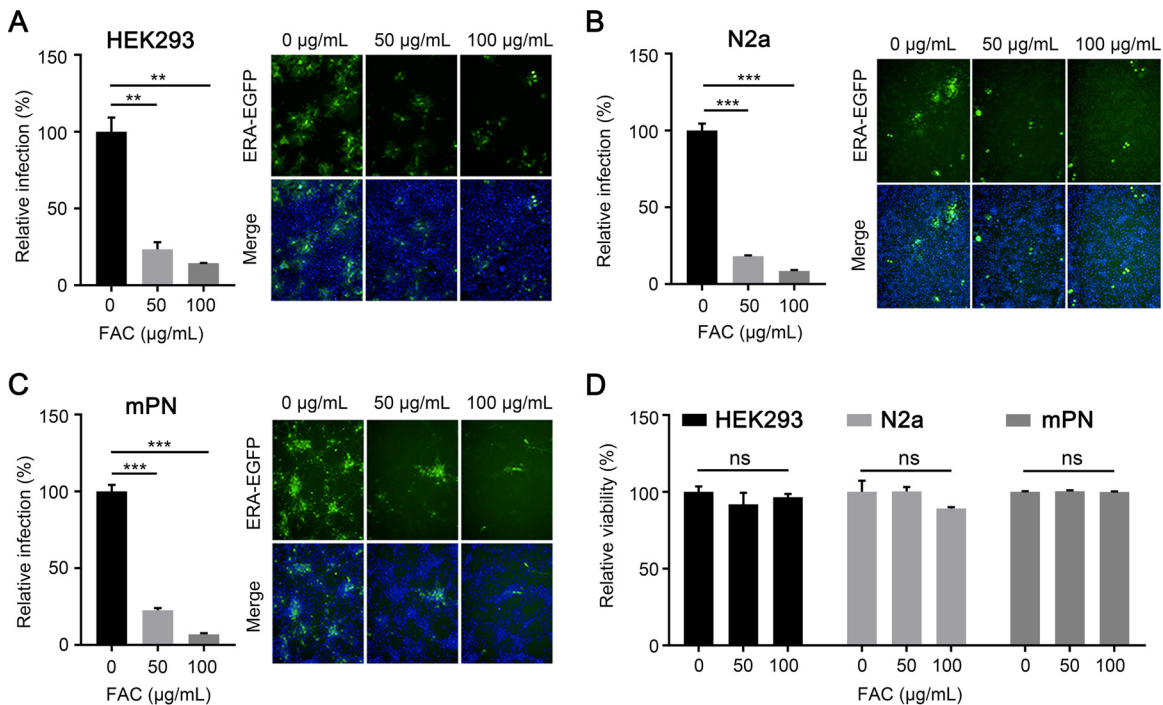 A
HEK293
Relative infection (%)
150
100
50
0
**
**
0 50 100
FAC (µg/mL)
0 µg/mL 50 µg/mL 100 µg/mL
ERA-EGFP
Merge
B
N2a
Relative infection (%)
150
100
50
0
***
***
0 50 100
FAC (µg/mL)
0 µg/mL 50 µg/mL 100 µg/mL
ERA-EGFP
Merge
C
mPN
Relative infection (%)
150
100
50
0
***
***
0 50 100
FAC (µg/mL)
0 µg/mL 50 µg/mL 100 µg/mL
ERA-EGFP
Merge
D
HEK293 N2a mPN
Relative viability (%)
150
100
50
0
ns ns ns
0 50 100 0 50 100 0 50 100
FAC (µg/mL)